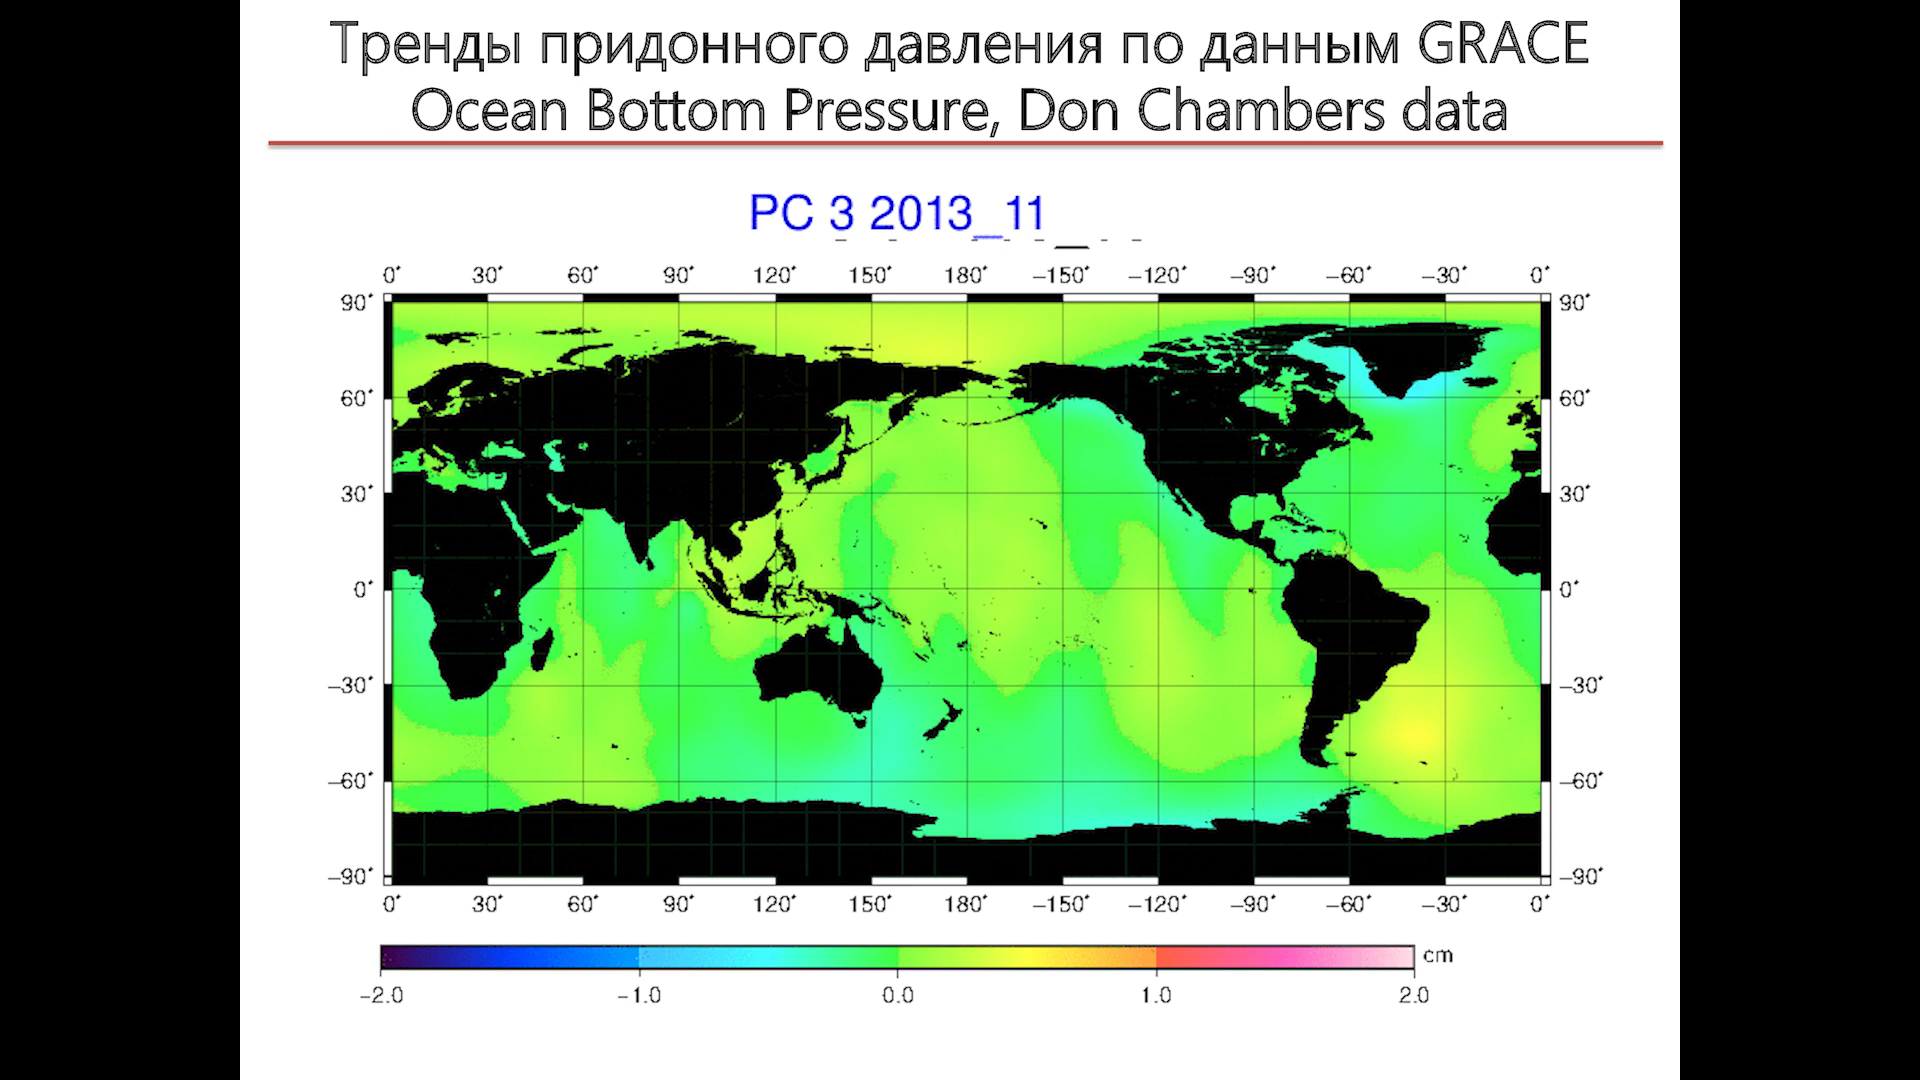 Тренды придонного давления по данным GRACE
Ocean Bottom Pressure, Don Chambers data
PC 3 2013_11
0° 30° 60° 90° 120° 150° 180° −150° −120° −90° −60° −30° 0°
90° 90°
60° 60°
30° 30°
0° 0°
−30° −30°
−60° −60°
−90° −90°
0° 30° 60° 90° 120° 150° 180° −150° −120° −90° −60° −30° 0°
cm
−2.0 −1.0 0.0 1.0 2.0